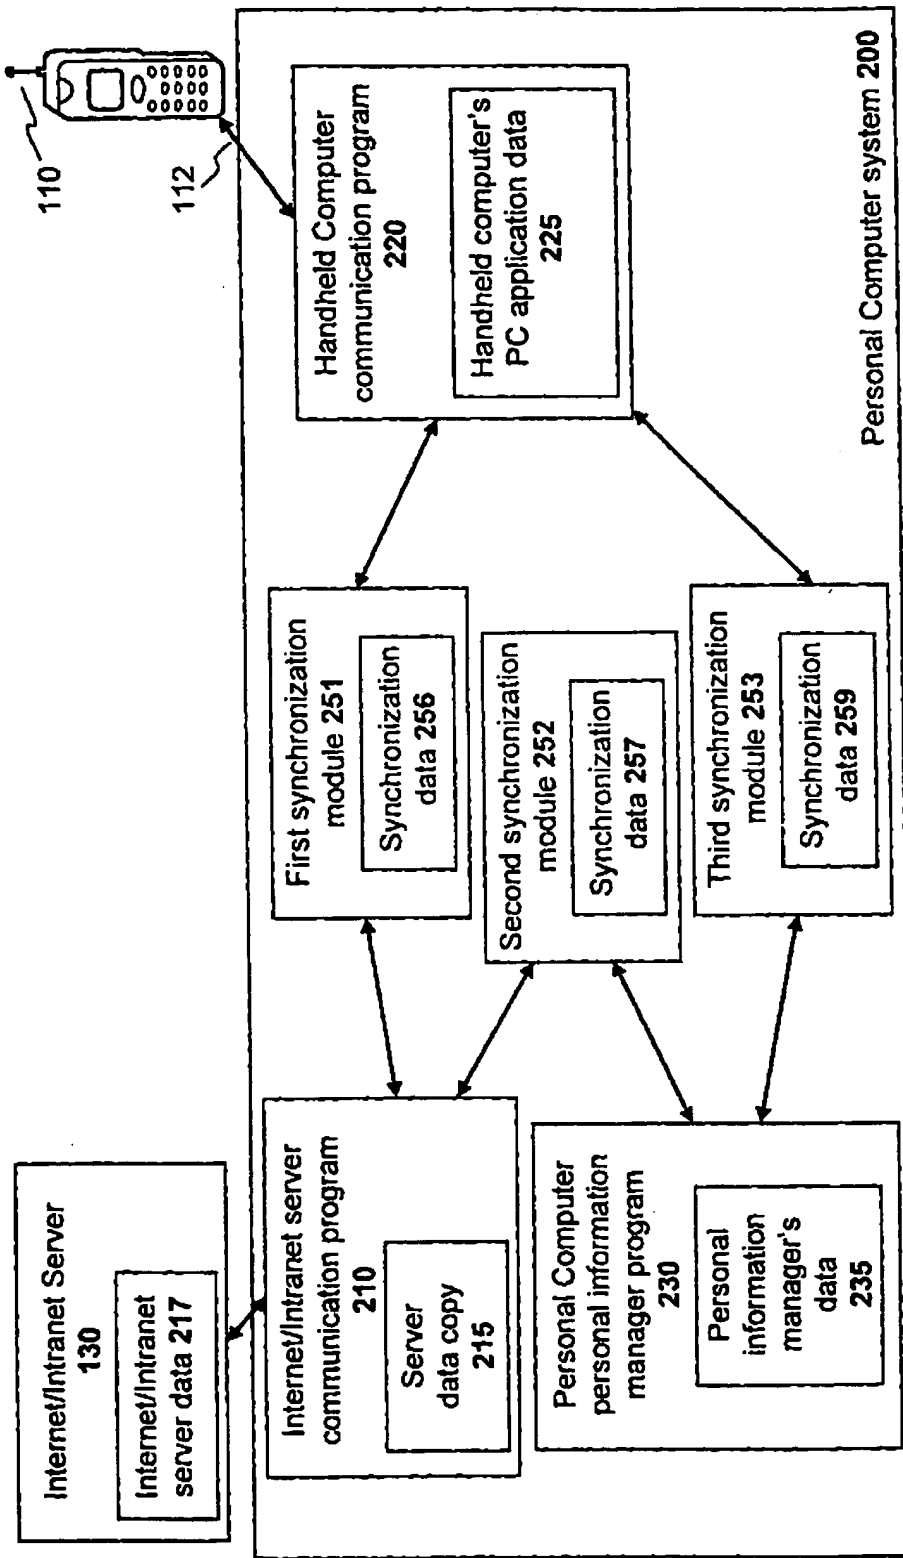 Internet/Intranet Server
130
Internet/Intranet
server data 217
110
112
Internet/Intranet server
communication program
210
Server
data copy
215
First synchronization
module 251
Synchronization
data 256
Handheld Computer
communication program
220
Handheld computer's
PC application data
225
Second synchronization
module 252
Synchronization
data 257
Personal Computer
personal information
manager program
230
Personal
information
manager's
data
235
Third synchronization
module 253
Synchronization
data 259
Personal Computer system 200